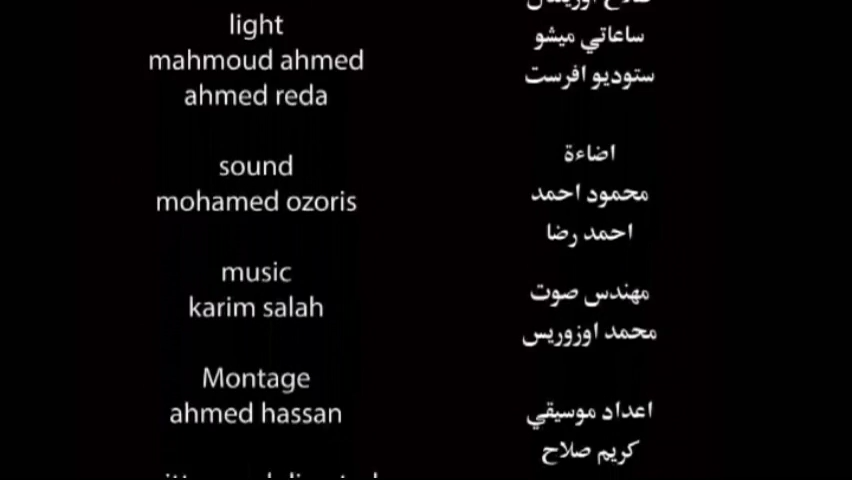 light
mahmoud ahmed
ahmed reda
sound
mohamed ozoris
music
karim salah
Montage
ahmed hassan
ساعاتي ميشو
ستوديو افرست
اضاءة
محمود احمد
احمد رضا
مهندس صوت
محمد اوزوريس
اعداد موسيقي
كريم صلاح